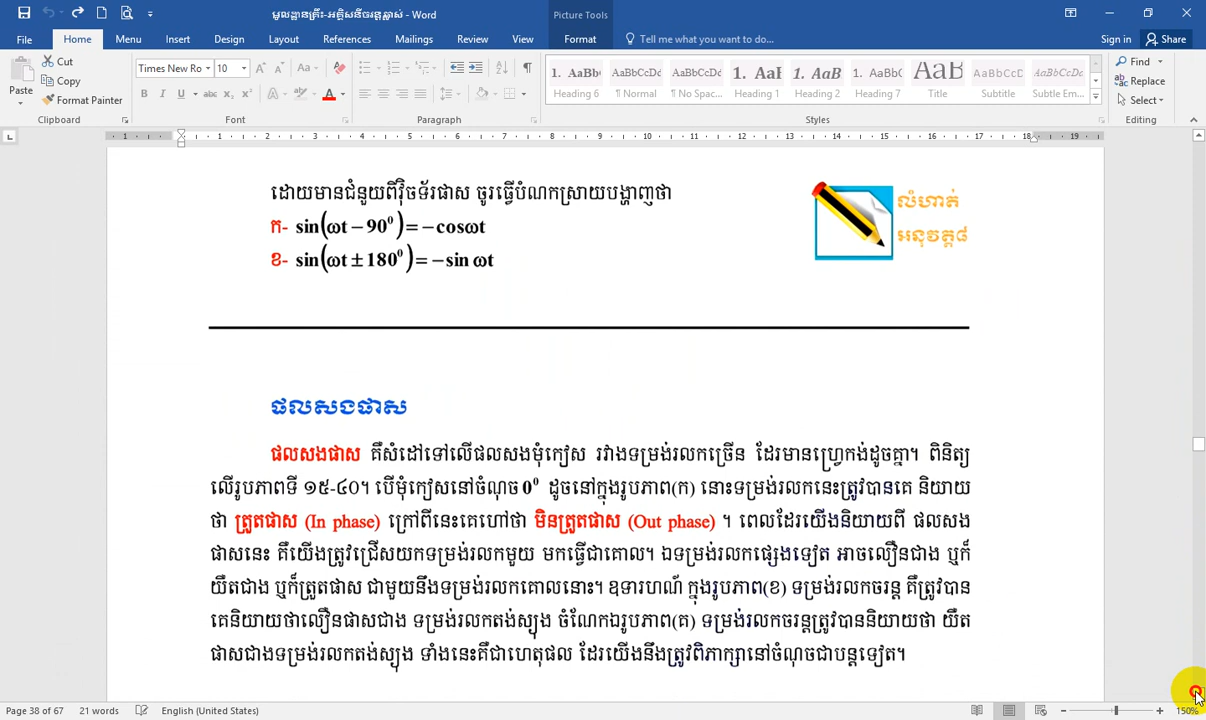 មូលដ្ឋានគ្រឹះ-អគ្គិសនីចរន្តឆ្លាស់ - Word
Picture Tools
File Home Menu Insert Design Layout References Mailings Review View Format Tell me what you want to do... Sign in Share
Paste Cut Copy Format Painter
Times New Ro 10
1. AaBb AaBbCcDd AaBbCcDd 1. AaB 1. AaB 1. AaBbC AaB AaBbCcD AaBbCcDd
Heading 6 ¶ Normal ¶ No Spac... Heading 1 Heading 2 Heading 7 Title Subtitle Subtle Em...
Find Replace Select
Clipboard Font Paragraph Styles Editing
ដោយមានជំនួយពីវ៉ិចទ័រផាស ចូរធ្វើបំណកស្រាយបង្ហាញថា
ក- sin(ωt − 90⁰) = −cosωt
ខ- sin(ωt ± 180⁰) = −sin ωt
លំហាត់
អនុវត្ត៨
ផលសងផាស
ផលសងផាស គឺសំដៅទៅលើផលសងមុំកៀស រវាងទម្រង់រលកច្រើន ដែរមានហ្វ្រេកង់ដូចគ្នា។ ពិនិត្យ
លើរូបភាពទី ១៥-៤០។ បើមុំកៀសនៅចំណុច 0⁰ ដូចនៅក្នុងរូបភាព(ក) នោះទម្រង់រលកនេះត្រូវបានគេ និយាយ
ថា ត្រួតផាស (In phase) ក្រៅពីនេះគេហៅថា មិនត្រួតផាស (Out phase) ។ ពេលដែរយើងនិយាយពី ផលសង
ផាសនេះ គឺយើងត្រូវជ្រើសយកទម្រង់រលកមួយ មកធ្វើជាគោល។ ឯទម្រង់រលកផ្សេងទៀត អាចលឿនជាង ឬក៏
យឺតជាង ឬក៏ត្រួតផាស ជាមួយនឹងទម្រង់រលកគោលនោះ។ ឧទារហណ៍ ក្នុងរូបភាព(ខ) ទម្រង់រលកចរន្ត គឺត្រូវបាន
គេនិយាយថាលឿនផាសជាង ទម្រង់រលកតង់ស្យុង ចំណែកឯរូបភាព(គ) ទម្រង់រលកចរន្តត្រូវបាននិយាយថា យឺត
ផាសជាងទម្រង់រលកតង់ស្យុង ទាំងនេះគឺជាហេតុផល ដែរយើងនឹងត្រូវពិភាក្សានៅចំណុចជាបន្តទៀត។
Page 38 of 67 21 words English (United States) 150%